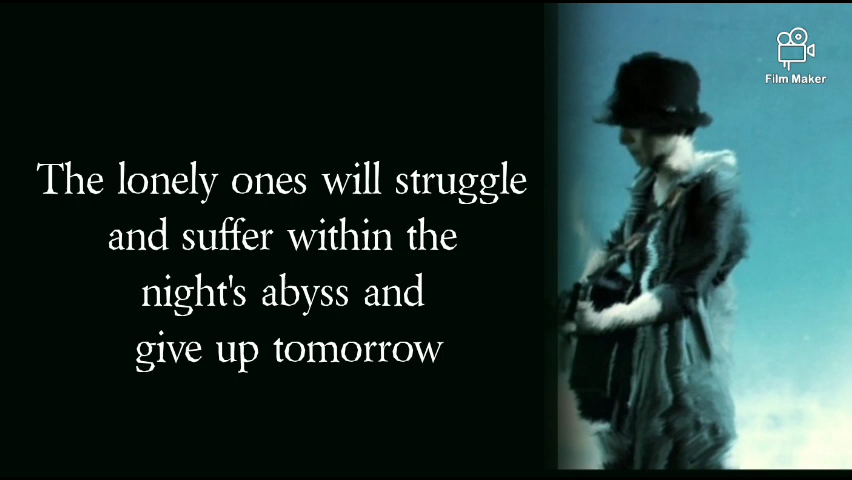 Film Maker
The lonely ones will struggle
and suffer within the
night's abyss and
give up tomorrow